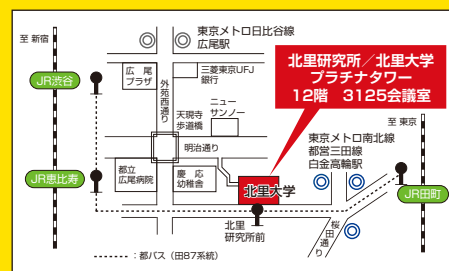 至 新宿
JR渋谷
東京メトロ日比谷線
広尾駅
広尾
プラザ
外苑西通り
三菱東京UFJ
銀行
北里研究所/北里大学
プラチナタワー
12階 3125会議室
天現寺
歩道橋
ニュー
サンノー
明治通り
東京メトロ南北線
都営三田線
白金高輪駅
至 東京
JR恵比寿
都立
広尾病院
慶応
幼稚舎
北里大学
JR田町
北里
研究所前
桜田通り
:都バス(田87系統)